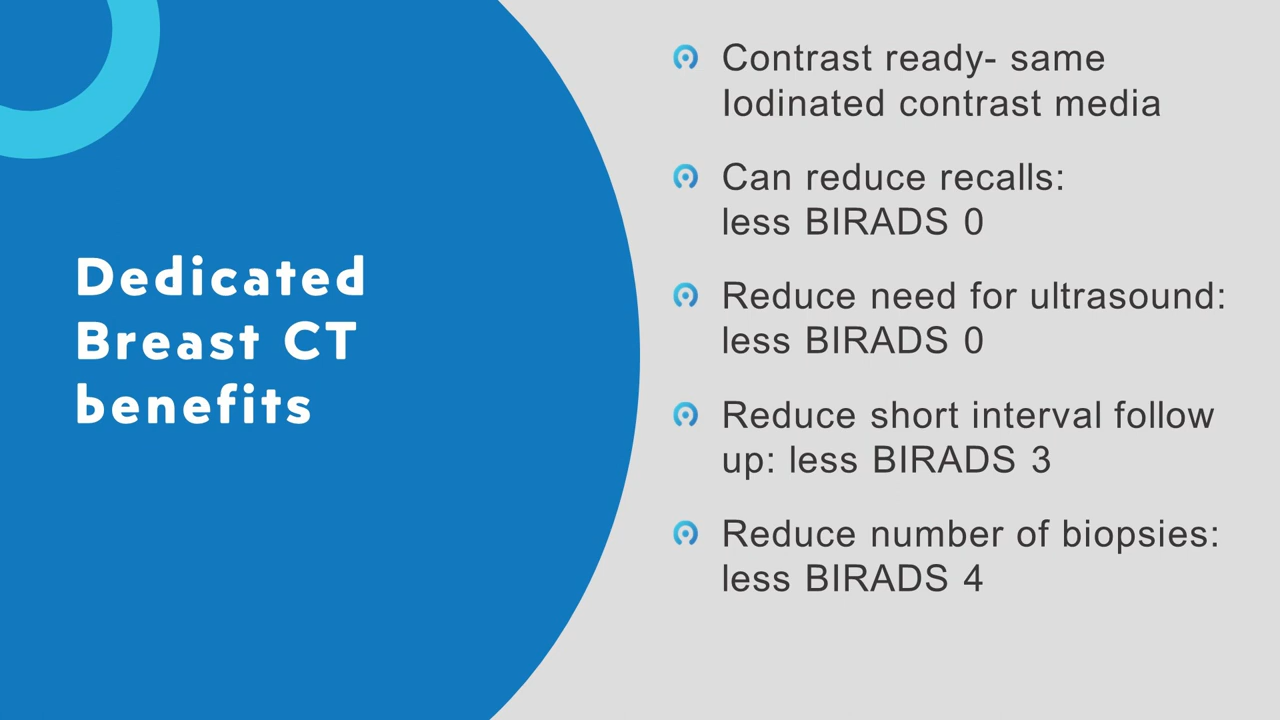 Dedicated
Breast CT
benefits
Contrast ready- same
Iodinated contrast media
Can reduce recalls:
less BIRADS 0
Reduce need for ultrasound:
less BIRADS 0
Reduce short interval follow
up: less BIRADS 3
Reduce number of biopsies:
less BIRADS 4